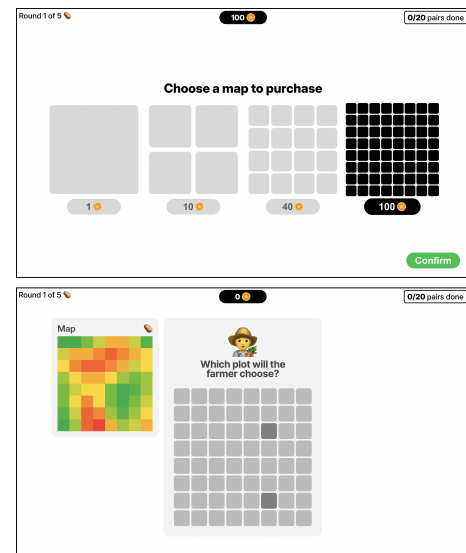 Round 1 of 5
100
0/20 pairs done
Choose a map to purchase
1
10
40
100
Confirm
Round 1 of 5
0
0/20 pairs done
Map
Which plot will the
farmer choose?